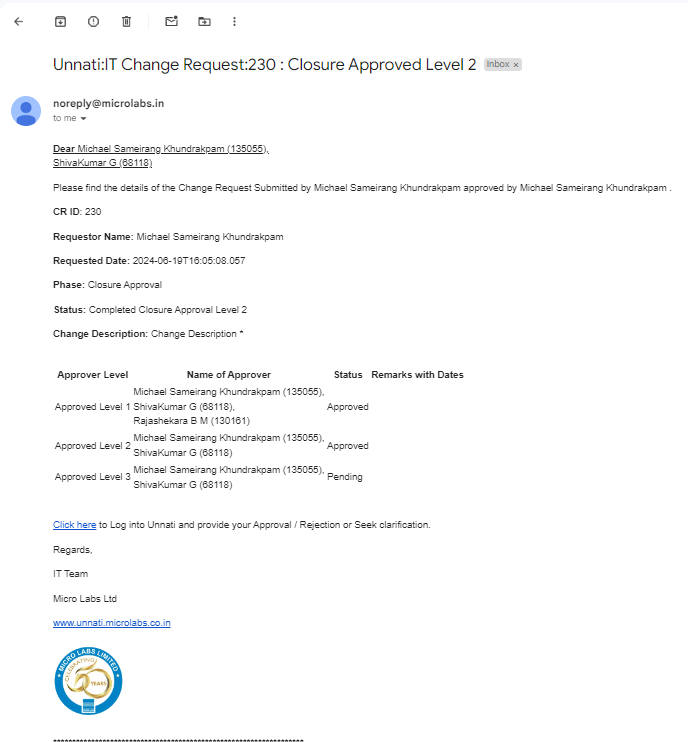 Unnati:IT Change Request:230 : Closure Approved Level 2 Inbox ×
noreply@microlabs.in
to me
Dear Michael Sameirang Khundrakpam (135055),
ShivaKumar G (68118)
Please find the details of the Change Request Submitted by Michael Sameirang Khundrakpam approved by Michael Sameirang Khundrakpam .
CR ID: 230
Requestor Name: Michael Sameirang Khundrakpam
Requested Date: 2024-06-19T16:05:08.057
Phase: Closure Approval
Status: Completed Closure Approval Level 2
Change Description: Change Description *
Approver Level Name of Approver Status Remarks with Dates
Michael Sameirang Khundrakpam (135055),
Approved Level 1 ShivaKumar G (68118), Approved
Rajashekara B M (130161)
Michael Sameirang Khundrakpam (135055),
Approved Level 2 ShivaKumar G (68118) Approved
Michael Sameirang Khundrakpam (135055),
Approved Level 3 ShivaKumar G (68118) Pending
Click here to Log into Unnati and provide your Approval / Rejection or Seek clarification.
Regards,
IT Team
Micro Labs Ltd
www.unnati.microlabs.co.in
MICRO LABS LIMITED
CELEBRATING
50 YEARS